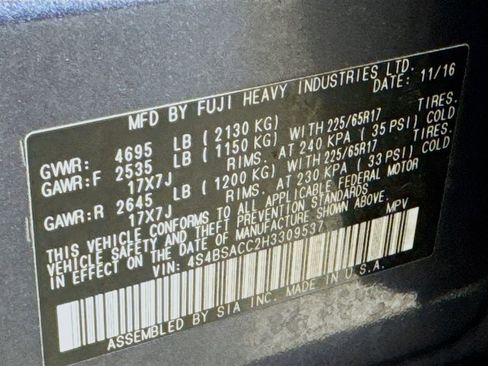 MFD BY FUJI HEAVY INDUSTRIES LTD.
DATE: 11/16
GVWR: 4695 LB (2130 KG)
GAWR:F 2535 LB (1150 KG) WITH 225/65R17 TIRES.
17X7J RIMS. AT 240 KPA (35 PSI) COLD
GAWR:R 2645 LB (1200 KG) WITH 225/65R17 TIRES.
17X7J RIMS. AT 230 KPA (33 PSI) COLD
THIS VEHICLE CONFORMS TO ALL APPLICABLE FEDERAL MOTOR
VEHICLE SAFETY AND THEFT PREVENTION STANDARDS
IN EFFECT ON THE DATE OF MANUFACTURE SHOWN ABOVE.
VIN: 4S4BSACC2H3309537 MPV
ASSEMBLED BY SIA INC. MADE IN U.S.A.